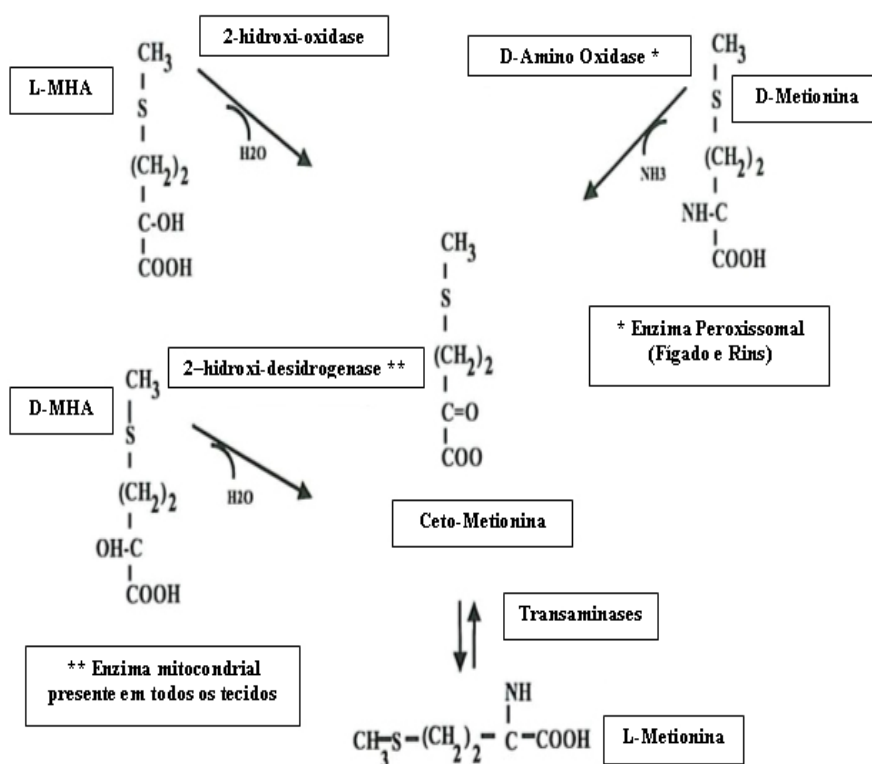 2-hidroxi-oxidase
L-MHA
CH3
S
(CH2)2
C-OH
COOH
H2O
D-Amino Oxidase *
CH3
S
(CH2)2
NH-C
COOH
D-Metionina
NH3
* Enzima Peroxissomal
(Fígado e Rins)
CH3
S
(CH2)2
C=O
COO
Ceto-Metionina
2–hidroxi-desidrogenase **
D-MHA
CH3
S
(CH2)2
OH-C
COOH
H2O
** Enzima mitocondrial
presente em todos os tecidos
Transaminases
NH
CH3-S-(CH2)2-C-COOH
L-Metionina